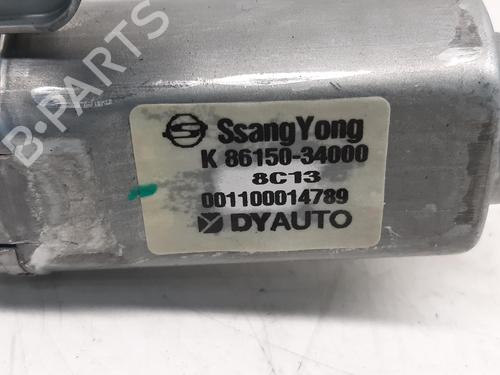 B-PARTS
SsangYong
K 86150-34000
8C13
001100014789
DYAUTO